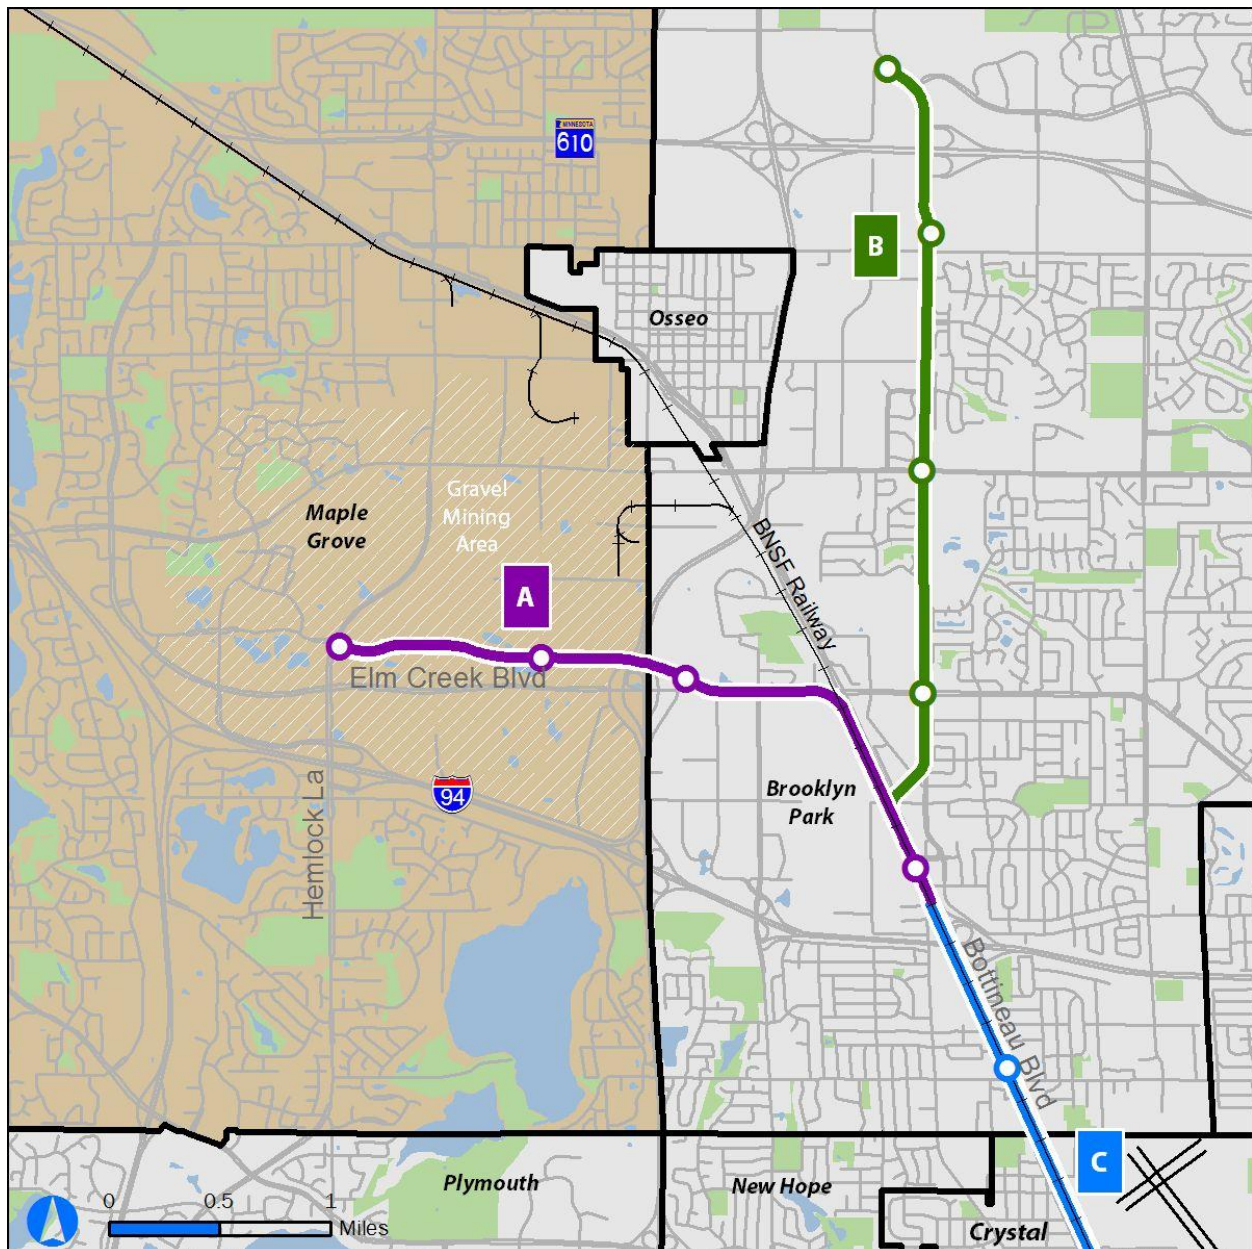 MINNESOTA
610
B
Osseo
Gravel
Mining
Area
Maple
Grove
BNSF Railway
A
Elm Creek Blvd
Brooklyn
Park
94
Hemlock La
Bottineau Blvd
C
Plymouth
New Hope
Crystal
0
0.5
1
Miles